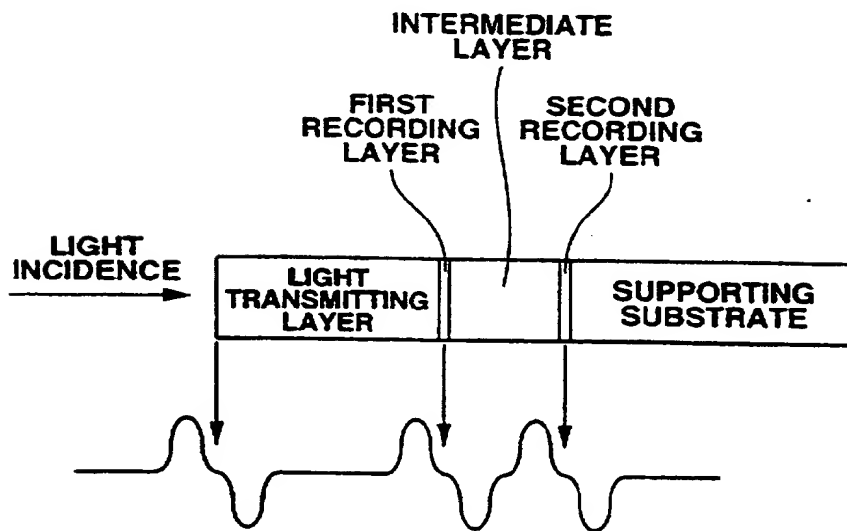 INTERMEDIATE
LAYER
FIRST
RECORDING
LAYER
SECOND
RECORDING
LAYER
LIGHT
INCIDENCE
LIGHT
TRANSMITTING
LAYER
SUPPORTING
SUBSTRATE